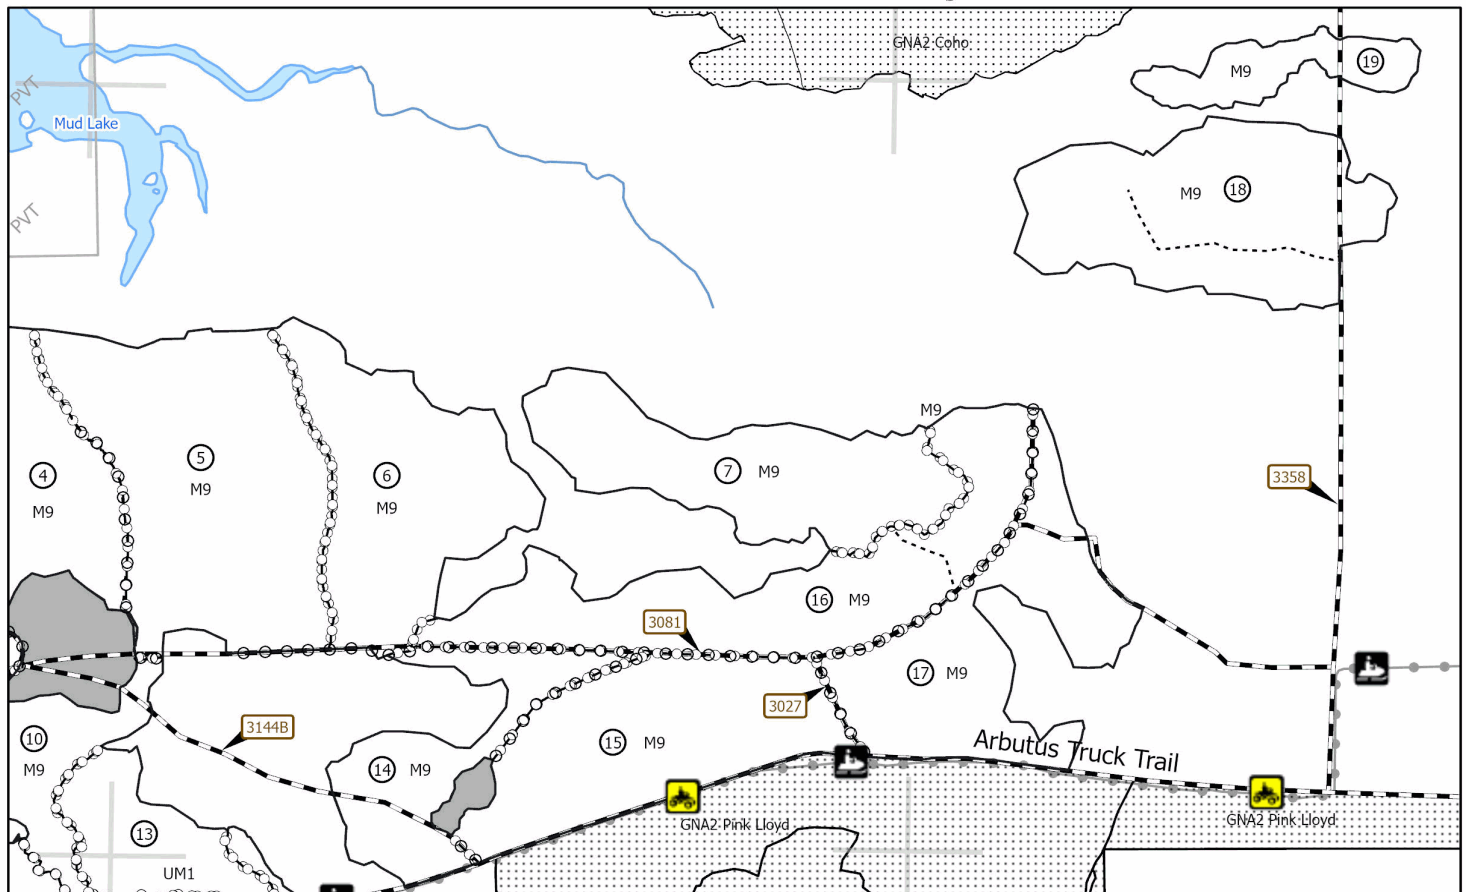 GNA2 Coho
M9
19
PVT
Mud Lake
M9
18
PVT
M9
4
M9
5
M9
6
M9
7
M9
3358
16
M9
3081
17
M9
3027
3144B
10
M9
15
M9
14
M9
Arbutus Truck Trail
GNA2 Pink Lloyd
GNA2 Pink Lloyd
13
UM1